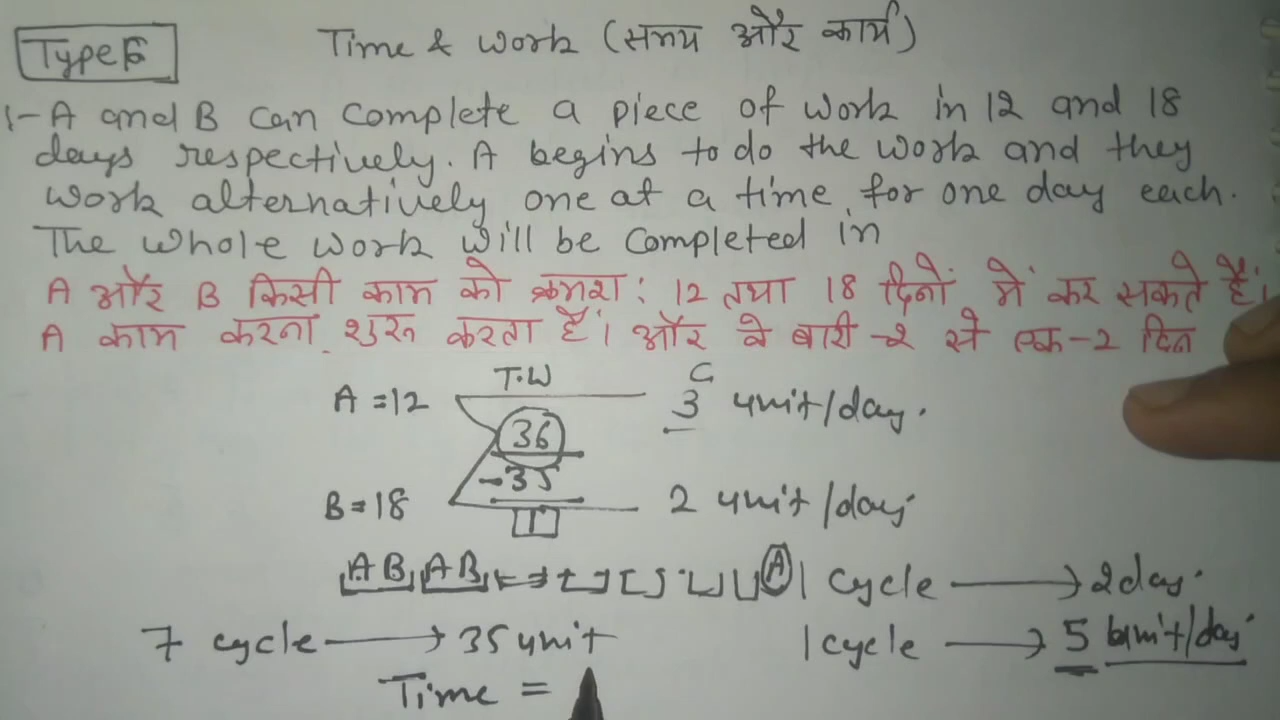 Type 6
Time & Work (समय और कार्य)
1- A and B can complete a piece of work in 12 and 18
days respectively. A begins to do the work and they
work alternatively one at a time for one day each.
The whole work will be completed in
A और B किसी काम को क्रमश: 12 तथा 18 दिनों में कर सकते हैं।
A काम करना शुरू करता है। और वे बारी-2 से एक-2 दिन
T.W
A = 12 36 3 unit/day.
-35
B = 18 1 2 unit/day.
AB AB A 1 cycle → 2 day.
7 cycle → 35 unit 1 cycle → 5 unit/day
Time =